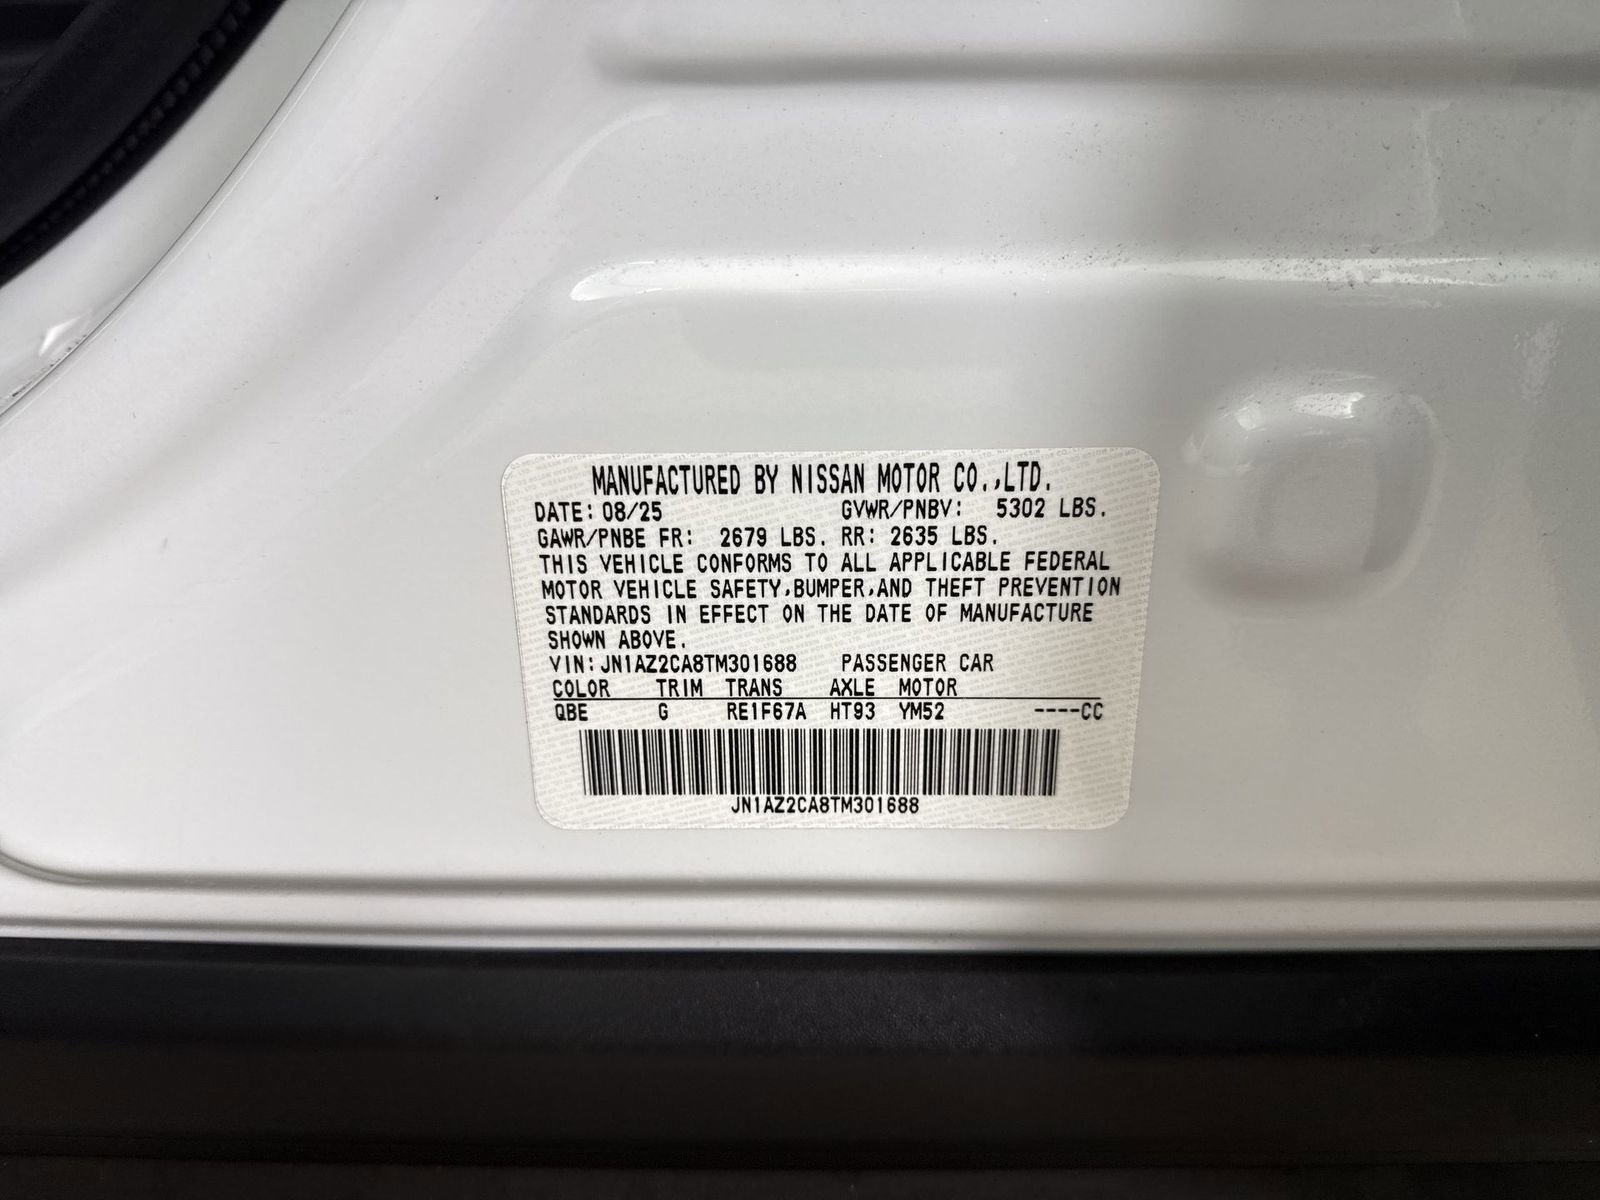 MANUFACTURED BY NISSAN MOTOR CO.,LTD.
DATE: 08/25 GVWR/PNBV: 5302 LBS.
GAWR/PNBE FR: 2679 LBS. RR: 2635 LBS.
THIS VEHICLE CONFORMS TO ALL APPLICABLE FEDERAL
MOTOR VEHICLE SAFETY,BUMPER,AND THEFT PREVENTION
STANDARDS IN EFFECT ON THE DATE OF MANUFACTURE
SHOWN ABOVE.
VIN:JN1AZ2CA8TM301688 PASSENGER CAR
COLOR TRIM TRANS AXLE MOTOR
QBE G RE1F67A HT93 YM52 ----CC
JN1AZ2CA8TM301688